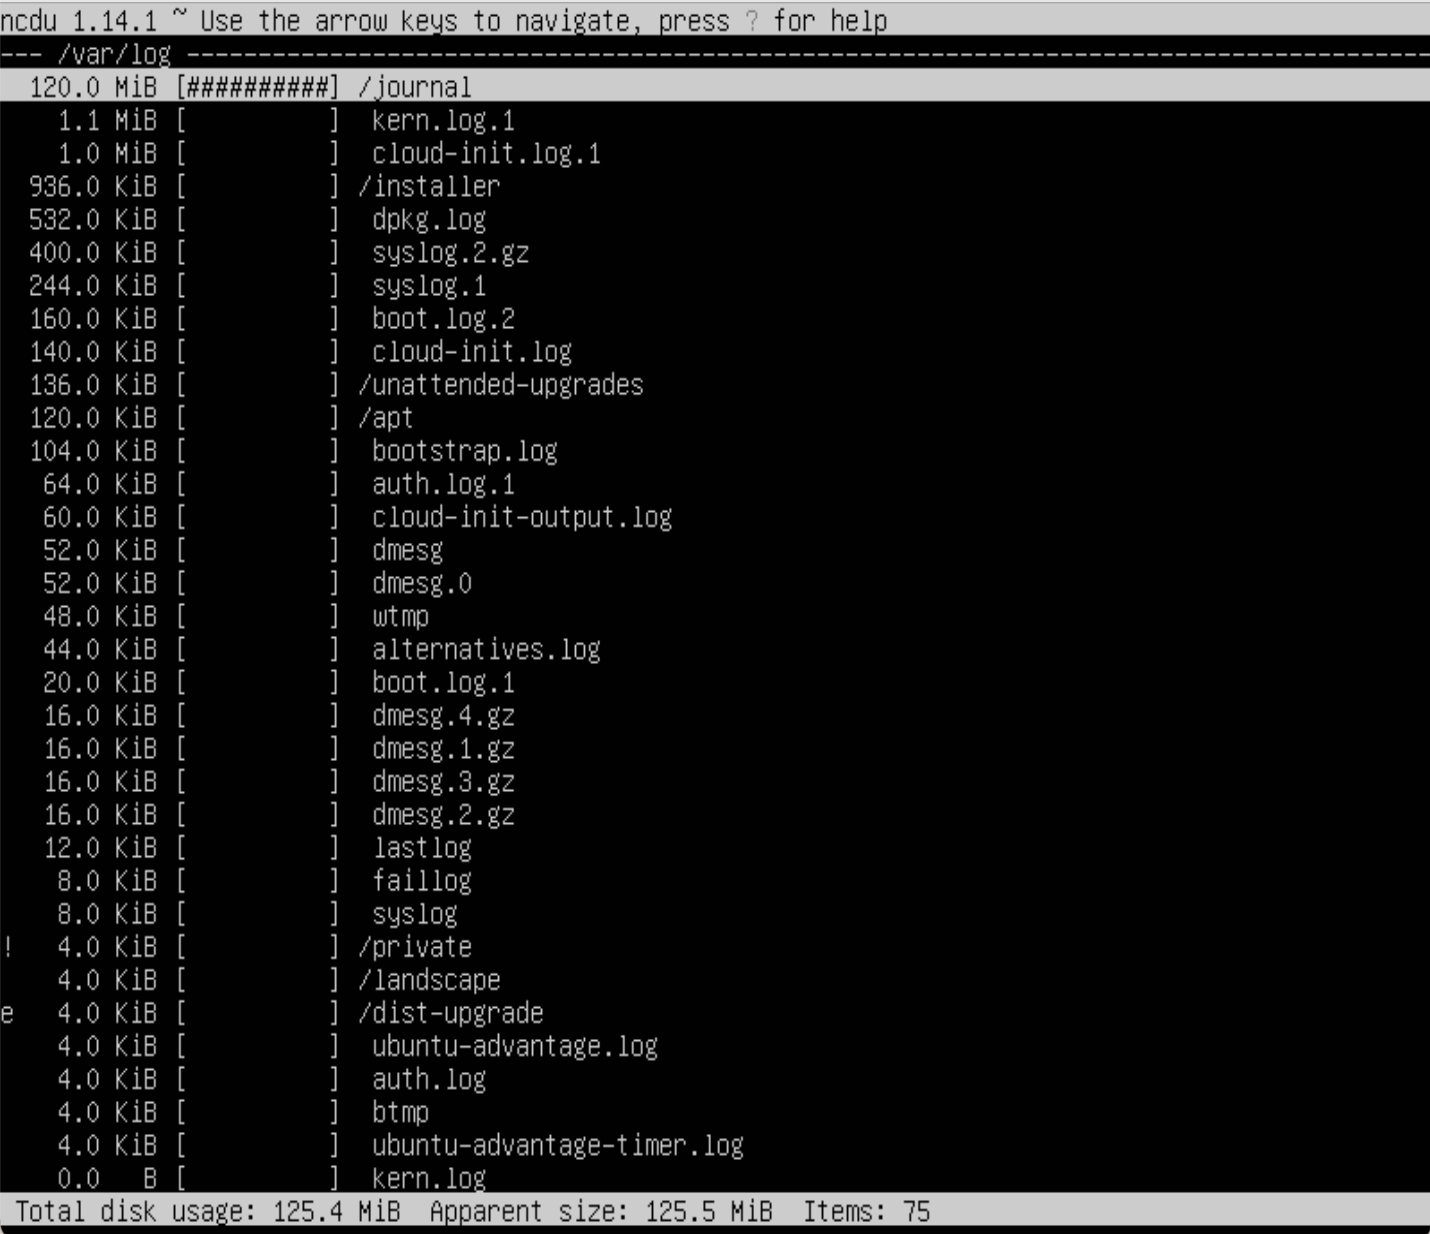 ncdu 1.14.1 ~ Use the arrow keys to navigate, press ? for help
--- /var/log ----------------------------------------------------------------------------------------
120.0 MiB [##########] /journal
1.1 MiB [          ]  kern.log.1
1.0 MiB [          ]  cloud-init.log.1
936.0 KiB [          ] /installer
532.0 KiB [          ]  dpkg.log
400.0 KiB [          ]  syslog.2.gz
244.0 KiB [          ]  syslog.1
160.0 KiB [          ]  boot.log.2
140.0 KiB [          ]  cloud-init.log
136.0 KiB [          ] /unattended-upgrades
120.0 KiB [          ] /apt
104.0 KiB [          ]  bootstrap.log
64.0 KiB [          ]  auth.log.1
60.0 KiB [          ]  cloud-init-output.log
52.0 KiB [          ]  dmesg
52.0 KiB [          ]  dmesg.0
48.0 KiB [          ]  wtmp
44.0 KiB [          ]  alternatives.log
20.0 KiB [          ]  boot.log.1
16.0 KiB [          ]  dmesg.4.gz
16.0 KiB [          ]  dmesg.1.gz
16.0 KiB [          ]  dmesg.3.gz
16.0 KiB [          ]  dmesg.2.gz
12.0 KiB [          ]  lastlog
8.0 KiB [          ]  faillog
8.0 KiB [          ]  syslog
!   4.0 KiB [          ] /private
4.0 KiB [          ] /landscape
e   4.0 KiB [          ] /dist-upgrade
4.0 KiB [          ]  ubuntu-advantage.log
4.0 KiB [          ]  auth.log
4.0 KiB [          ]  btmp
4.0 KiB [          ]  ubuntu-advantage-timer.log
0.0   B [          ]  kern.log
Total disk usage: 125.4 MiB  Apparent size: 125.5 MiB  Items: 75